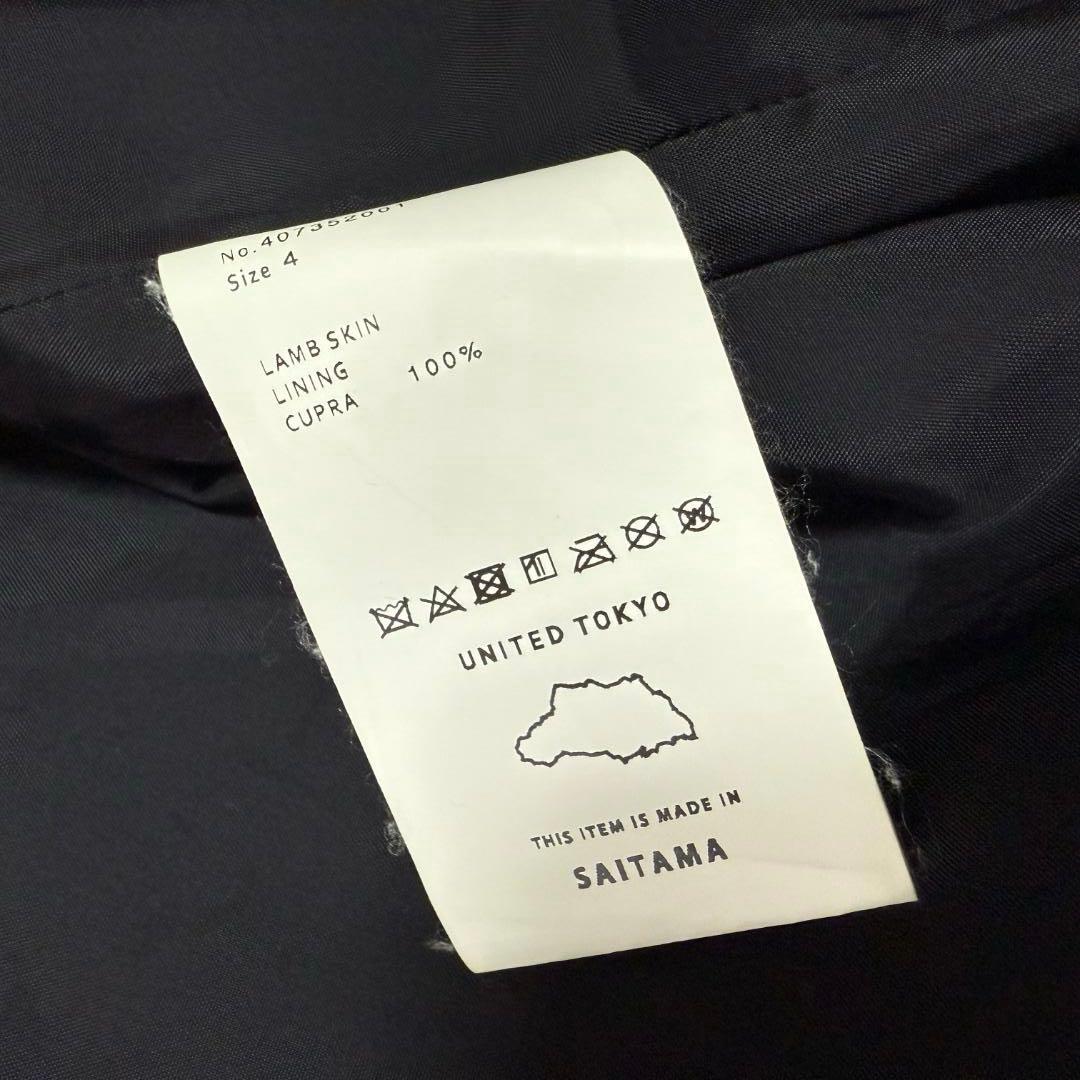 No.407352001
Size 4
LAMB SKIN
LINING 100%
CUPRA
UNITED TOKYO
THIS ITEM IS MADE IN
SAITAMA